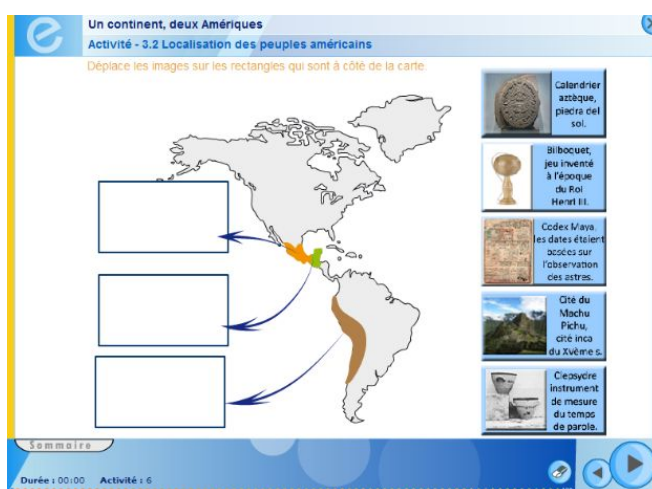 Un continent, deux Amériques
Activité - 3.2 Localisation des peuples américains
Déplace les images sur les rectangles qui sont à côté de la carte.
Calendrier
aztèque,
piedra del
sol.
Bilboquet,
jeu inventé
à l'époque
du Roi
Henri III.
Codex Maya,
les dates étaient
basées sur
l'observation
des astres.
Cité du
Machu
Pichu,
cité inca
du Xvème s.
Clepsydre
instrument
de mesure
du temps
de parole.
Sommaire
Durée : 00:00 Activité : 6